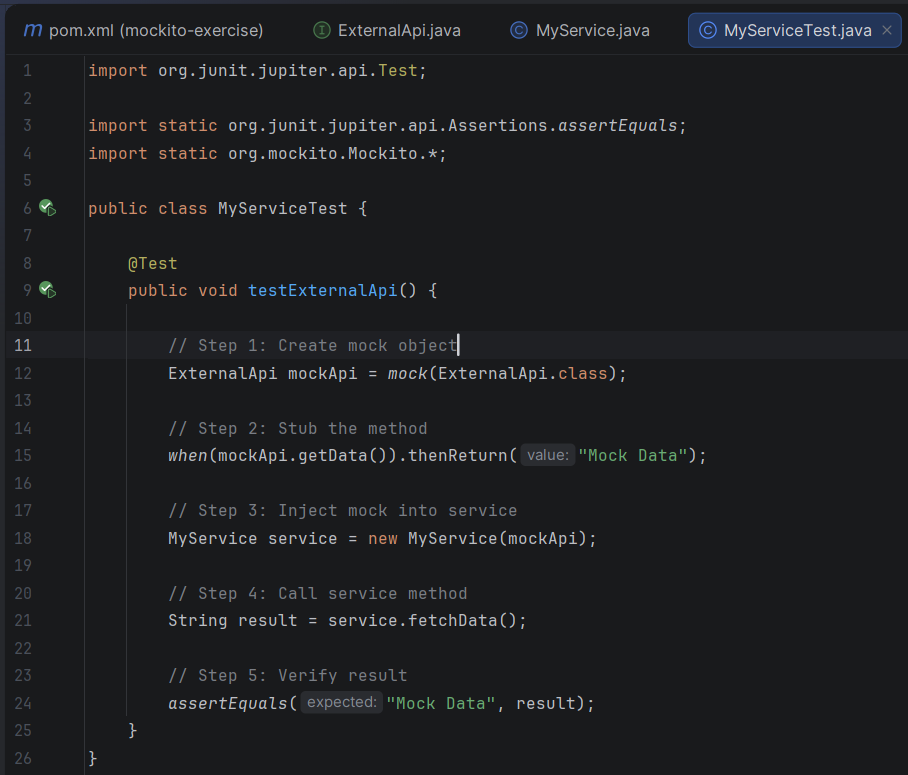 m pom.xml (mockito-exercise) I ExternalApi.java C MyService.java C MyServiceTest.java ×
1 import org.junit.jupiter.api.Test;
2
3 import static org.junit.jupiter.api.Assertions.assertEquals;
4 import static org.mockito.Mockito.*;
5
6 public class MyServiceTest {
7
8     @Test
9     public void testExternalApi() {
10
11         // Step 1: Create mock object
12         ExternalApi mockApi = mock(ExternalApi.class);
13
14         // Step 2: Stub the method
15         when(mockApi.getData()).thenReturn( value: "Mock Data");
16
17         // Step 3: Inject mock into service
18         MyService service = new MyService(mockApi);
19
20         // Step 4: Call service method
21         String result = service.fetchData();
22
23         // Step 5: Verify result
24         assertEquals( expected: "Mock Data", result);
25     }
26 }